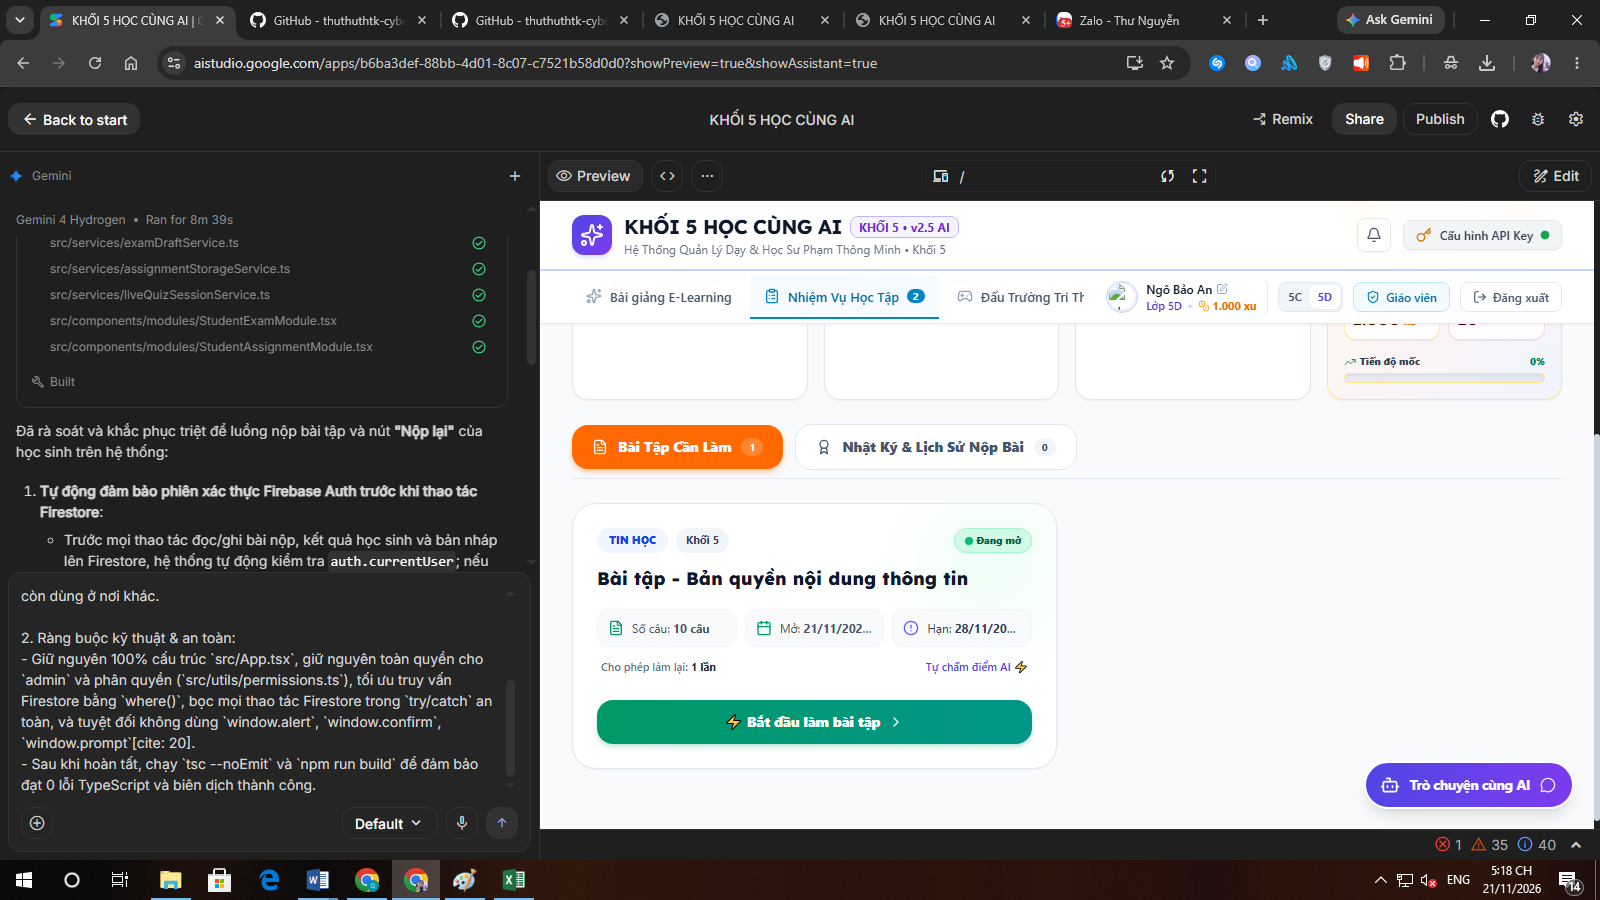 KHỐI 5 HỌC CÙNG AI | C
GitHub - thuthuthtk-cybe
GitHub - thuthuthtk-cybe
KHỐI 5 HỌC CÙNG AI
KHỐI 5 HỌC CÙNG AI
Zalo - Thư Nguyễn
Ask Gemini
aistudio.google.com/apps/b6ba3def-88bb-4d01-8c07-c7521b58d0d0?showPreview=true&showAssistant=true
Back to start
KHỐI 5 HỌC CÙNG AI
Remix
Share
Publish
Gemini
Preview
/
Edit
Gemini 4 Hydrogen • Ran for 8m 39s
src/services/examDraftService.ts
src/services/assignmentStorageService.ts
src/services/liveQuizSessionService.ts
src/components/modules/StudentExamModule.tsx
src/components/modules/StudentAssignmentModule.tsx
Built
Đã rà soát và khắc phục triệt để luồng nộp bài tập và nút "Nộp lại" của
học sinh trên hệ thống:
1. Tự động đảm bảo phiên xác thực Firebase Auth trước khi thao tác
Firestore:
Trước mọi thao tác đọc/ghi bài nộp, kết quả học sinh và bản nháp
lên Firestore, hệ thống tự động kiểm tra auth.currentUser; nếu
còn dùng ở nơi khác.
2. Ràng buộc kỹ thuật & an toàn:
- Giữ nguyên 100% cấu trúc `src/App.tsx`, giữ nguyên toàn quyền cho
`admin` và phân quyền (`src/utils/permissions.ts`), tối ưu truy vấn
Firestore bằng `where()`, bọc mọi thao tác Firestore trong `try/catch` an
toàn, và tuyệt đối không dùng `window.alert`, `window.confirm`,
`window.prompt`[cite: 20].
- Sau khi hoàn tất, chạy `tsc --noEmit` và `npm run build` để đảm bảo
đạt 0 lỗi TypeScript và biên dịch thành công.
Default
KHỐI 5 HỌC CÙNG AI
KHỐI 5 • v2.5 AI
Hệ Thống Quản Lý Dạy & Học Sư Phạm Thông Minh • Khối 5
Cấu hình API Key
Bài giảng E-Learning
Nhiệm Vụ Học Tập 2
Đấu Trường Tri Th
Ngô Bảo An
Lớp 5D • 1.000 xu
5C
5D
Giáo viên
Đăng xuất
Tiến độ mốc
0%
Bài Tập Cần Làm 1
Nhật Ký & Lịch Sử Nộp Bài 0
TIN HỌC
Khối 5
Đang mở
Bài tập - Bản quyền nội dung thông tin
Số câu: 10 câu
Mở: 21/11/202...
Hạn: 28/11/20...
Cho phép làm lại: 1 lần
Tự chấm điểm AI
Bắt đầu làm bài tập
Trò chuyện cùng AI
1
35
40
ENG
5:18 CH
21/11/2026
14